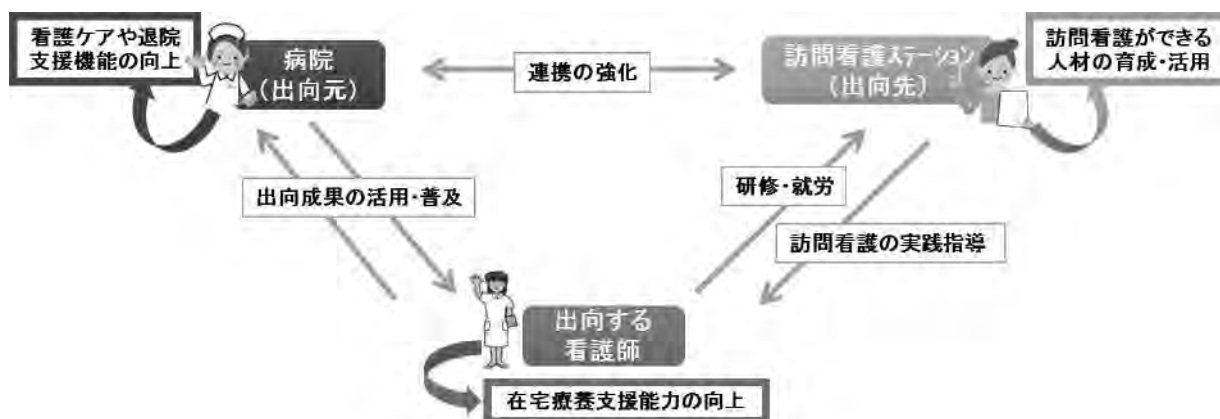 看護ケアや退院
支援機能の向上
病院
(出向元)
連携の強化
訪問看護ステーション
(出向先)
訪問看護ができる
人材の育成・活用
出向成果の活用・普及
研修・就労
訪問看護の実践指導
出向する
看護師
在宅療養支援能力の向上